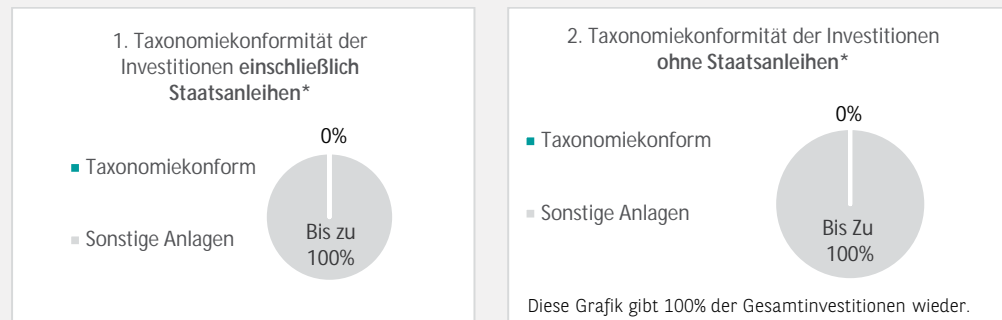 1. Taxonomiekonformität der
Investitionen einschließlich
Staatsanleihen*
0%
Taxonomiekonform
Sonstige Anlagen
Bis zu
100%
2. Taxonomiekonformität der Investitionen
ohne Staatsanleihen*
0%
Taxonomiekonform
Sonstige Anlagen
Bis Zu
100%
Diese Grafik gibt 100% der Gesamtinvestitionen wieder.